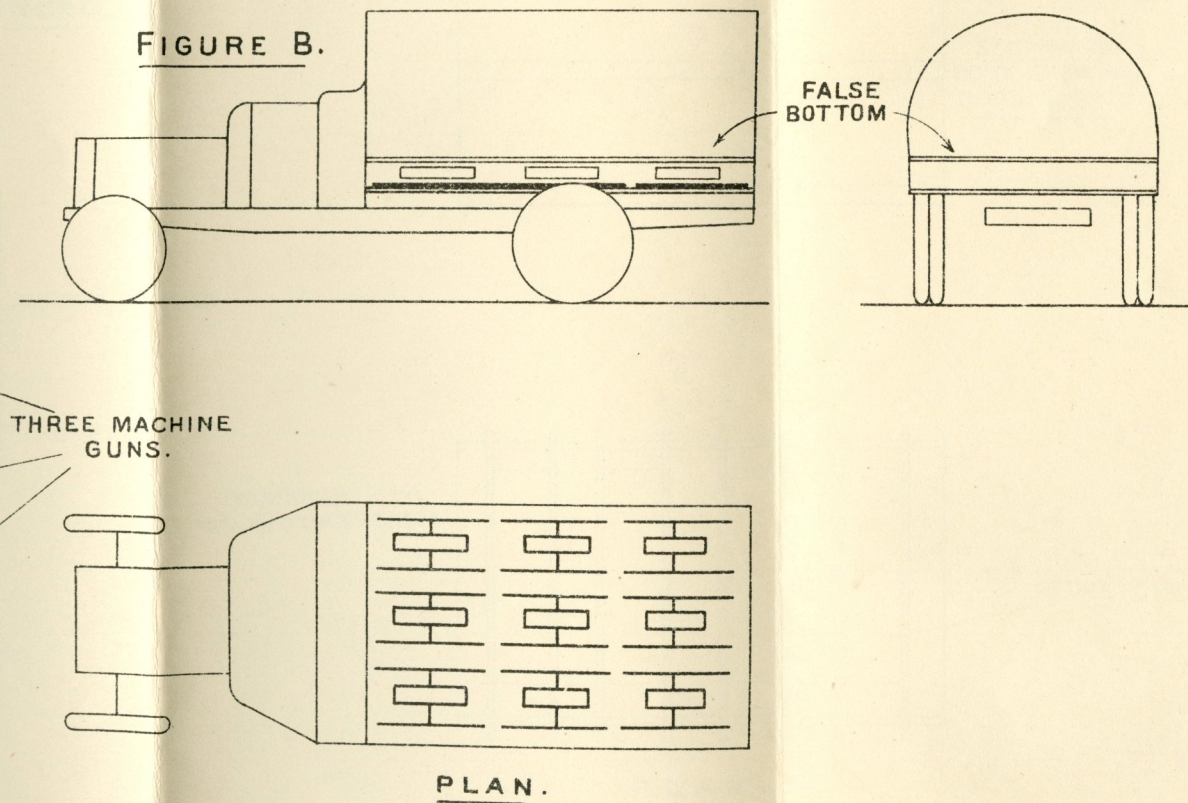 FIGURE B.
FALSE
BOTTOM
THREE MACHINE
GUNS.
PLAN.